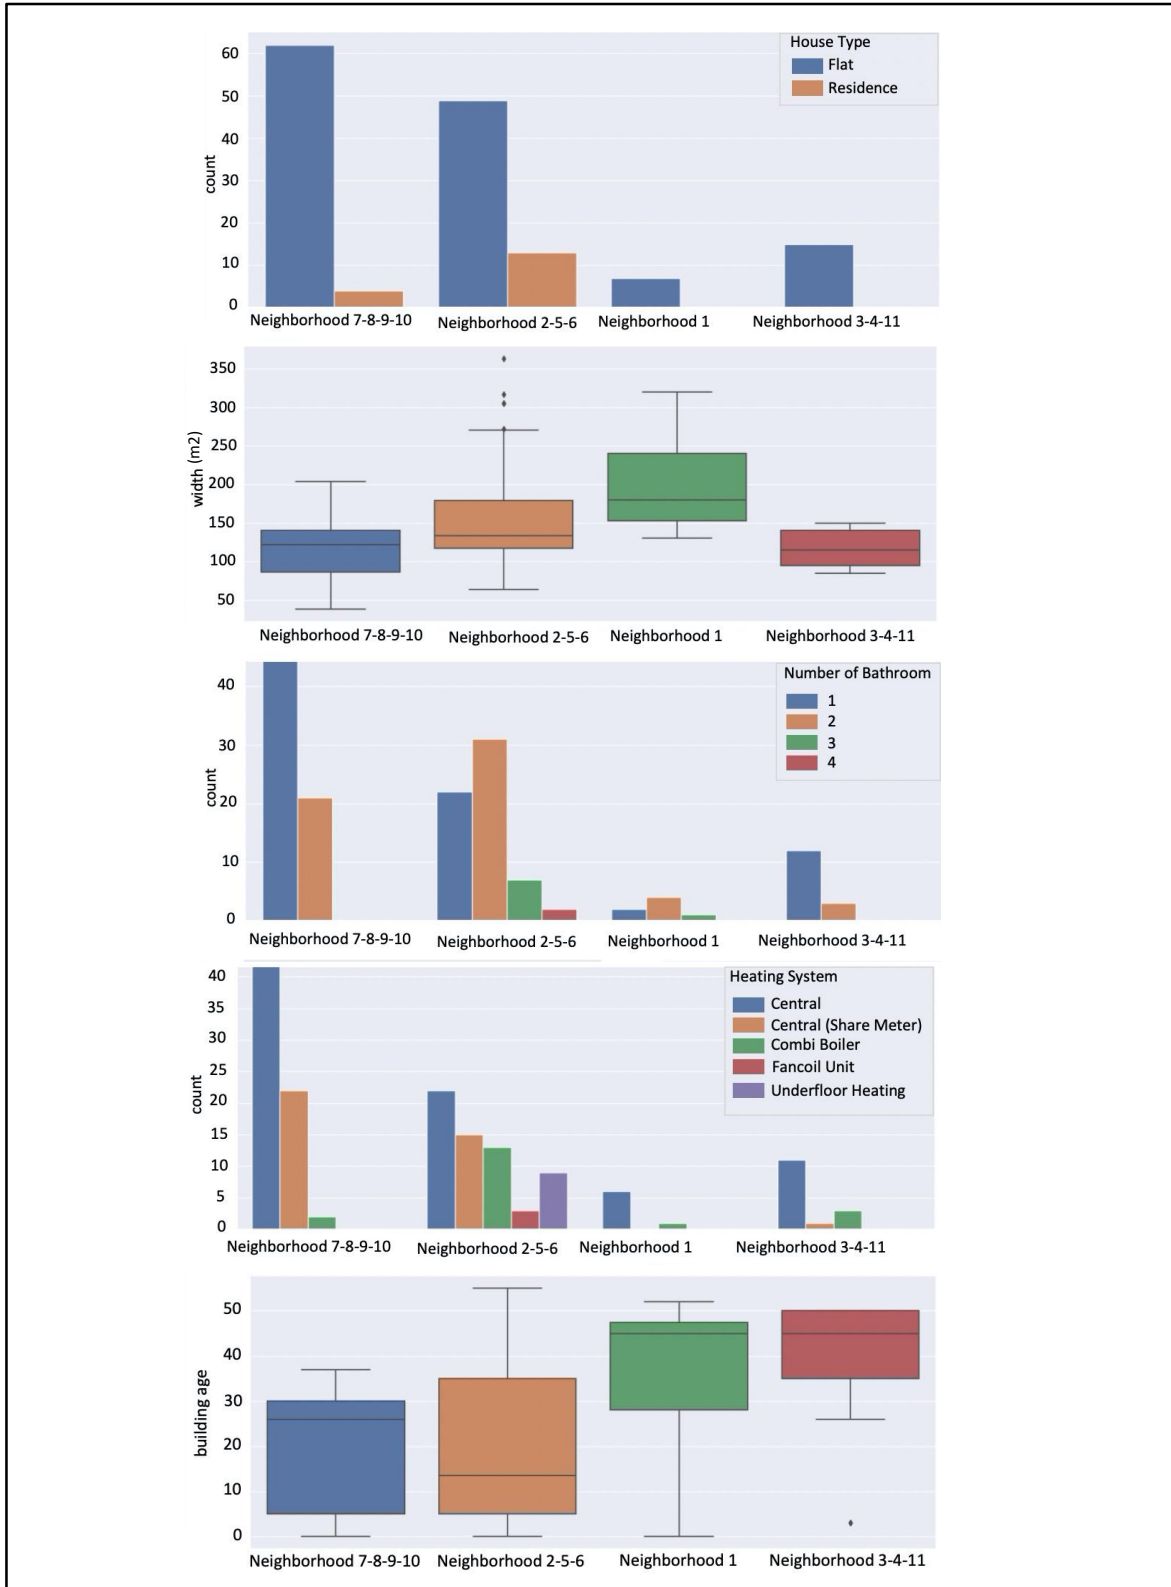 House Type
Flat
Residence
60
50
40
30
20
10
0
count
Neighborhood 7-8-9-10 Neighborhood 2-5-6 Neighborhood 1 Neighborhood 3-4-11
350
300
250
200
150
100
50
width (m2)
Neighborhood 7-8-9-10 Neighborhood 2-5-6 Neighborhood 1 Neighborhood 3-4-11
Number of Bathroom
1
2
3
4
40
30
20
10
0
count
Neighborhood 7-8-9-10 Neighborhood 2-5-6 Neighborhood 1 Neighborhood 3-4-11
Heating System
Central
Central (Share Meter)
Combi Boiler
Fancoil Unit
Underfloor Heating
40
35
30
25
20
15
10
5
0
count
Neighborhood 7-8-9-10 Neighborhood 2-5-6 Neighborhood 1 Neighborhood 3-4-11
50
40
30
20
10
0
building age
Neighborhood 7-8-9-10 Neighborhood 2-5-6 Neighborhood 1 Neighborhood 3-4-11